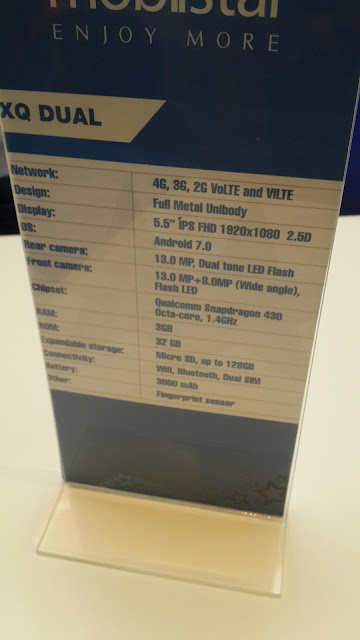 mobiistar
ENJOY MORE
XQ DUAL
Network: 4G, 3G, 2G VoLTE and VILTE
Design: Full Metal Unibody
Display: 5.5" IPS FHD 1920x1080 2.5D
OS: Android 7.0
Rear camera: 13.0 MP, Dual tone LED Flash
Front camera: 13.0 MP+8.0MP (Wide angle),
Flash LED
Chipset: Qualcomm Snapdragon 430
Octa-core, 1.4GHz
RAM: 3GB
ROM: 32 GB
Expandable storage: Micro SD, up to 128GB
Connectivity: Wifi, Bluetooth, Dual SIM
Battery: 3000 mAh
Other: Fingerprint sensor